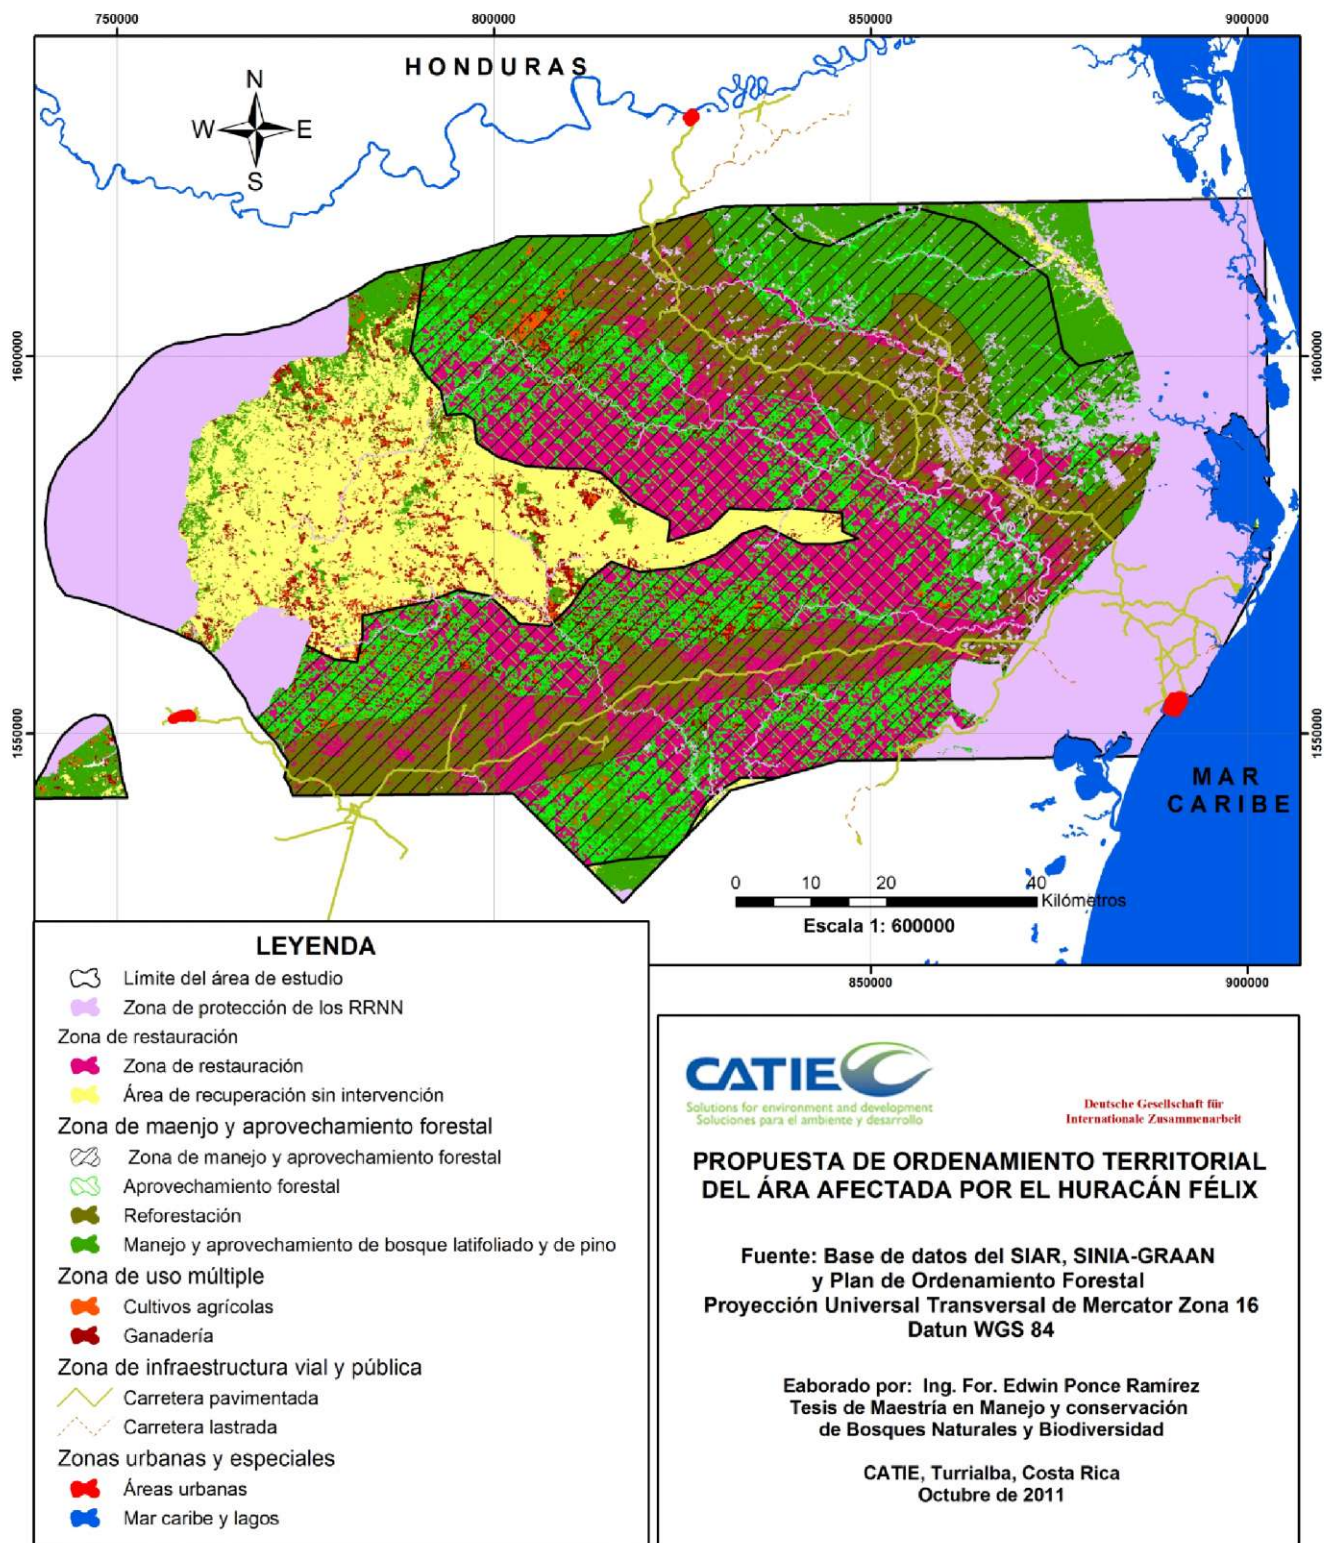 750000 800000 850000 900000
HONDURAS
N
W E
S
1600000 1600000
1550000 1550000
MAR
CARIBE
0 10 20 40
Kilómetros
Escala 1: 600000
850000 900000
LEYENDA
Límite del área de estudio
Zona de protección de los RRNN
Zona de restauración
Zona de restauración
Área de recuperación sin intervención
Zona de maenjo y aprovechamiento forestal
Zona de manejo y aprovechamiento forestal
Aprovechamiento forestal
Reforestación
Manejo y aprovechamiento de bosque latifoliado y de pino
Zona de uso múltiple
Cultivos agrícolas
Ganadería
Zona de infraestructura vial y pública
Carretera pavimentada
Carretera lastrada
Zonas urbanas y especiales
Áreas urbanas
Mar caribe y lagos
CATIE
Solutions for environment and development
Soluciones para el ambiente y desarrollo
Deutsche Gesellschaft für
Internationale Zusammenarbeit
PROPUESTA DE ORDENAMIENTO TERRITORIAL
DEL ÁRA AFECTADA POR EL HURACÁN FÉLIX
Fuente: Base de datos del SIAR, SINIA-GRAAN
y Plan de Ordenamiento Forestal
Proyección Universal Transversal de Mercator Zona 16
Datun WGS 84
Eaborado por: Ing. For. Edwin Ponce Ramírez
Tesis de Maestría en Manejo y conservación
de Bosques Naturales y Biodiversidad
CATIE, Turrialba, Costa Rica
Octubre de 2011